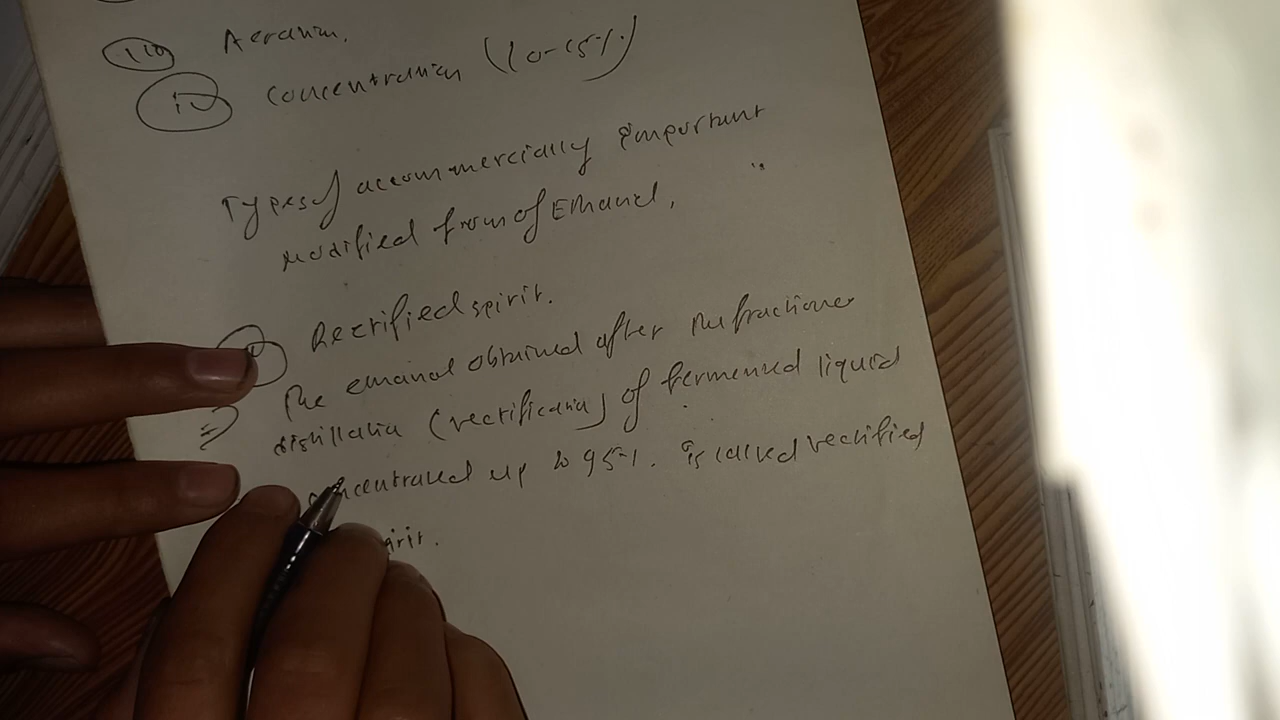 iii Aeration.
iv Concentration (10-15%)
Types of a commercially important
modified from of Ethanol.
Rectified spirit.
=) The ethanol obtained after the fractional
distillation (rectification) of fermented liquid
concentrated up to 95%. is called rectified
spirit.